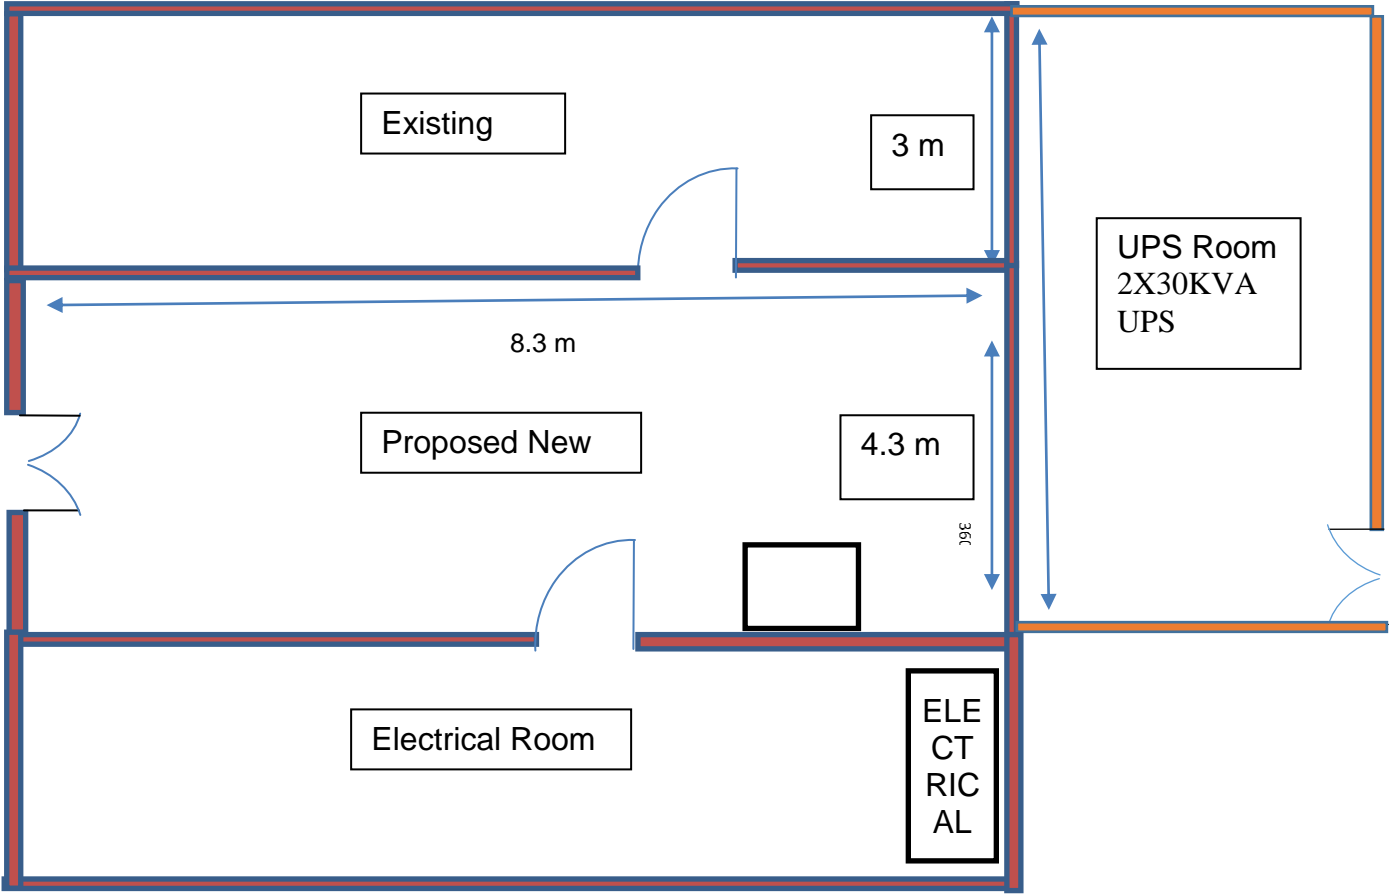 Existing
3 m
UPS Room
2X30KVA
UPS
8.3 m
Proposed New
4.3 m
Electrical Room
ELE
CT
RIC
AL